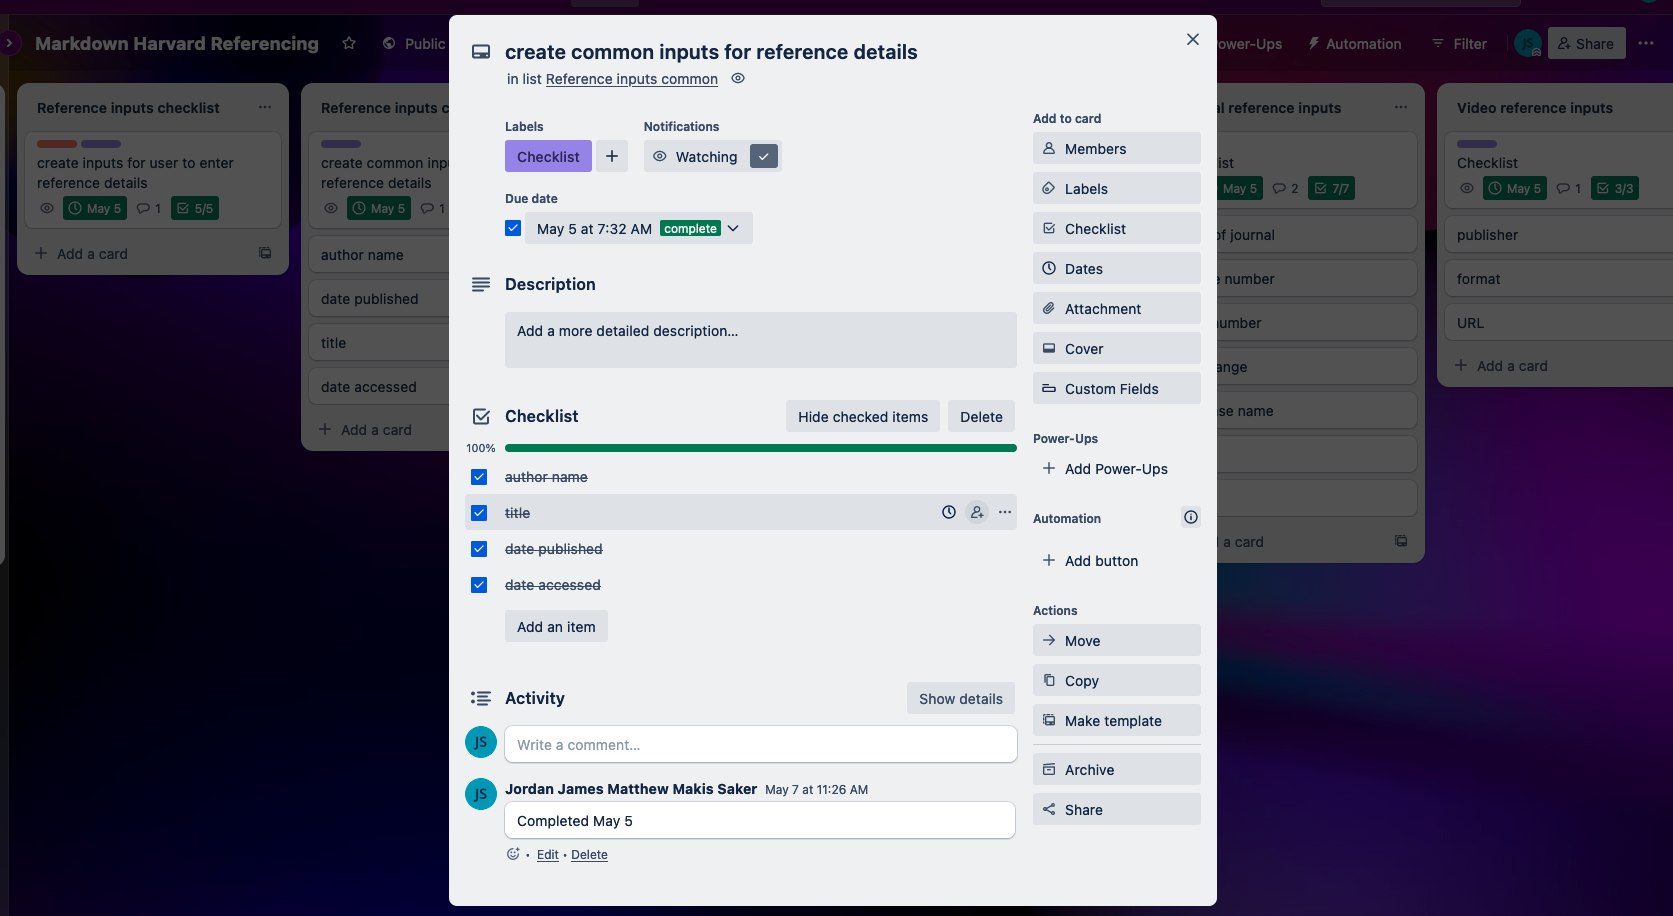 Markdown Harvard Referencing
Public
ower-Ups
Automation
Filter
JS
Share
Reference inputs checklist
create inputs for user to enter
reference details
May 5
1
5/5
Add a card
Reference inputs c
create common inpu
reference details
May 5
1
author name
date published
title
date accessed
Add a card
create common inputs for reference details
in list Reference inputs common
Labels
Checklist
Notifications
Watching
Due date
May 5 at 7:32 AM
complete
Description
Add a more detailed description...
Checklist
Hide checked items
Delete
100%
author name
title
date published
date accessed
Add an item
Activity
Show details
JS
Write a comment...
JS
Jordan James Matthew Makis Saker May 7 at 11:26 AM
Completed May 5
• Edit • Delete
Add to card
Members
Labels
Checklist
Dates
Attachment
Cover
Custom Fields
Power-Ups
Add Power-Ups
Automation
Add button
Actions
Move
Copy
Make template
Archive
Share
l reference inputs
ist
May 5
2
7/7
of journal
e number
umber
ange
ase name
a card
Video reference inputs
Checklist
May 5
1
3/3
publisher
format
URL
Add a card